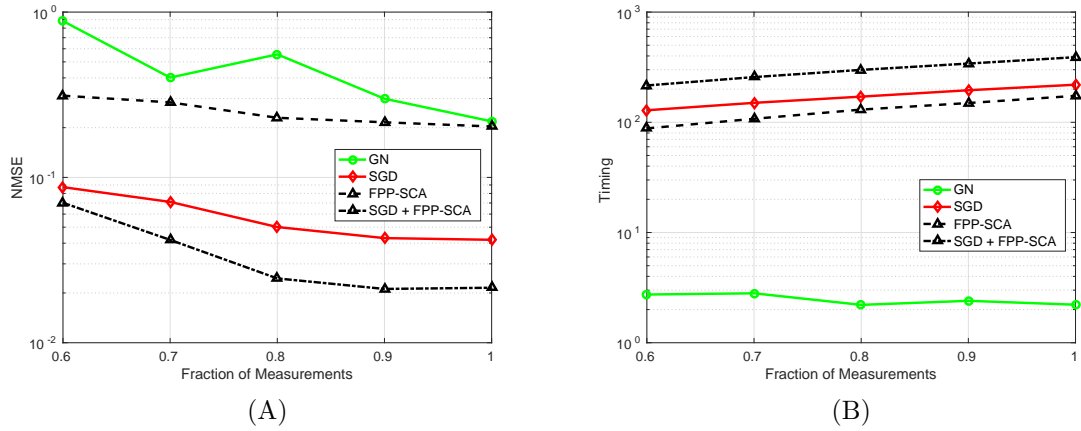 10^0
10^-1
10^-2
NMSE
0.6 0.7 0.8 0.9 1
Fraction of Measurements
GN
SGD
FPP-SCA
SGD + FPP-SCA
(A)
10^3
10^2
10^1
10^0
Timing
0.6 0.7 0.8 0.9 1
Fraction of Measurements
GN
SGD
FPP-SCA
SGD + FPP-SCA
(B)